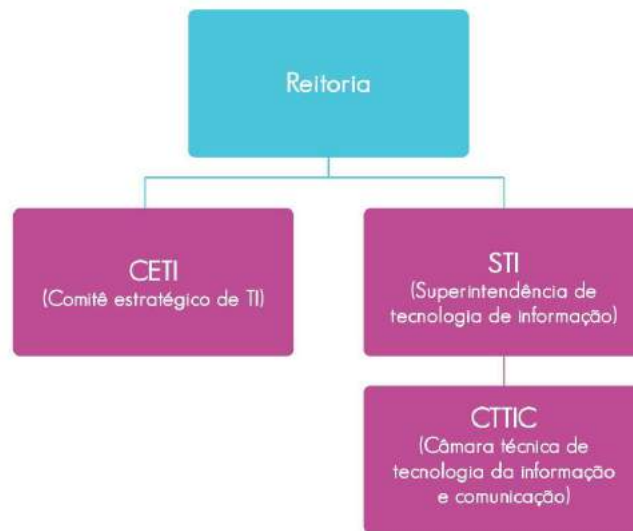 Reitoria
CETI
(Comitê estratégico de TI)
STI
(Superintendência de
tecnologia de informação)
CTTIC
(Câmara técnica de
tecnologia da informação
e comunicação)